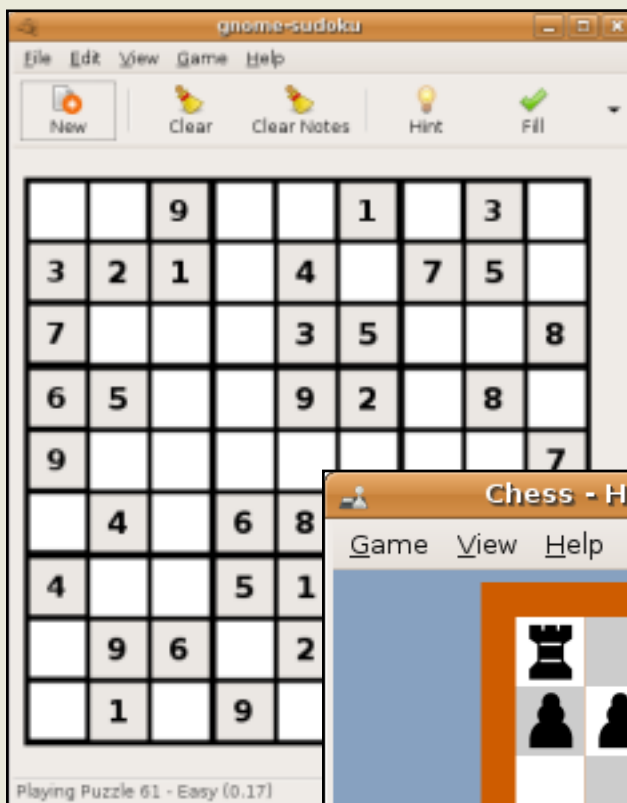 gnome-sudoku
File Edit View Game Help
New Clear Clear Notes Hint Fill
9 1 3
3 2 1 4 7 5
7 3 5 8
6 5 9 2 8
9 7
4 6 8
4 5 1
9 6 2
1 9
Playing Puzzle 61 - Easy (0.17)
Chess - H
Game View Help